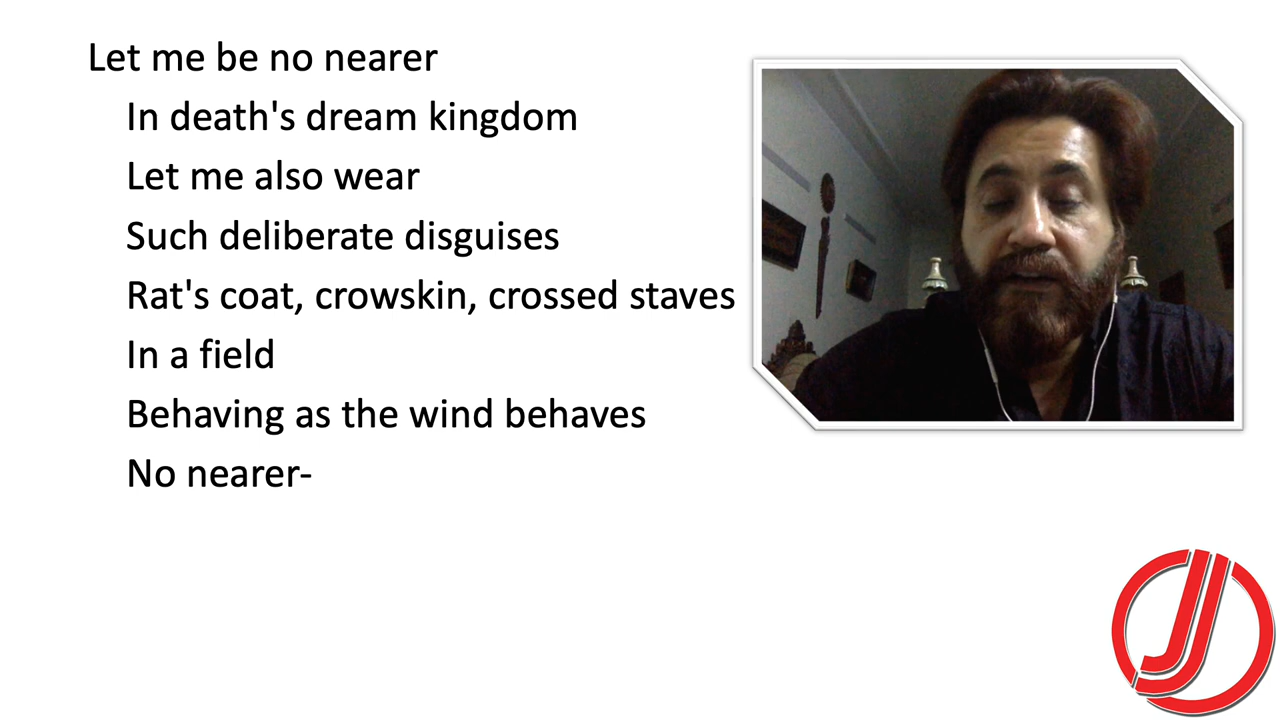 Let me be no nearer
In death's dream kingdom
Let me also wear
Such deliberate disguises
Rat's coat, crowskin, crossed staves
In a field
Behaving as the wind behaves
No nearer-